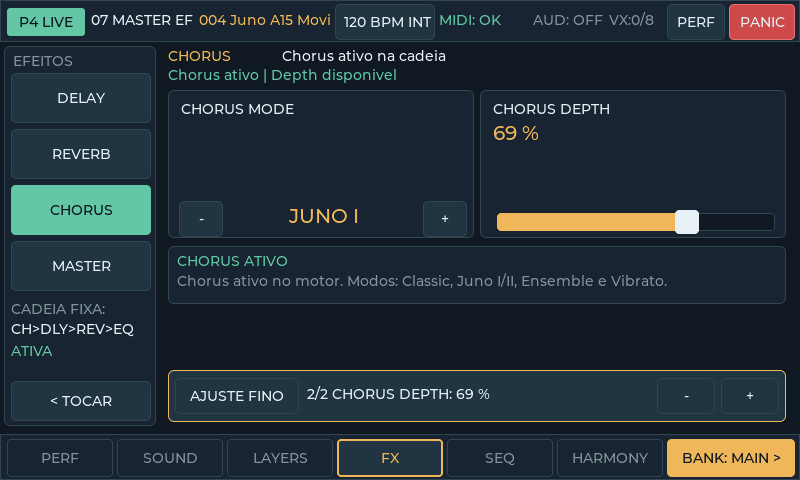 P4 LIVE 07 MASTER EF 004 Juno A15 Movi 120 BPM INT MIDI: OK AUD: OFF VX:0/8 PERF PANIC
EFEITOS
DELAY
REVERB
CHORUS
MASTER
CADEIA FIXA:
CH>DLY>REV>EQ
ATIVA
< TOCAR
CHORUS Chorus ativo na cadeia
Chorus ativo | Depth disponivel
CHORUS MODE
- JUNO I +
CHORUS DEPTH
69 %
CHORUS ATIVO
Chorus ativo no motor. Modos: Classic, Juno I/II, Ensemble e Vibrato.
AJUSTE FINO 2/2 CHORUS DEPTH: 69 % - +
PERF SOUND LAYERS FX SEQ HARMONY BANK: MAIN >